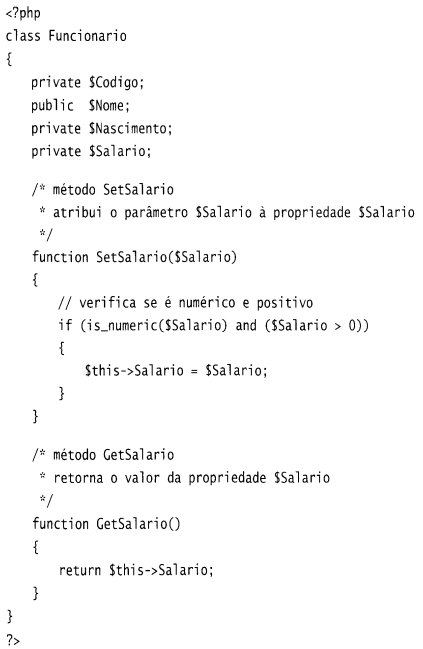 <?php
class Funcionario
{
    private $Codigo;
    public  $Nome;
    private $Nascimento;
    private $Salario;

    /* método SetSalario
     * atribui o parâmetro $Salario à propriedade $Salario
     */
    function SetSalario($Salario)
    {
        // verifica se é numérico e positivo
        if (is_numeric($Salario) and ($Salario > 0))
        {
            $this->Salario = $Salario;
        }
    }

    /* método GetSalario
     * retorna o valor da propriedade $Salario
     */
    function GetSalario()
    {
        return $this->Salario;
    }
}
?>